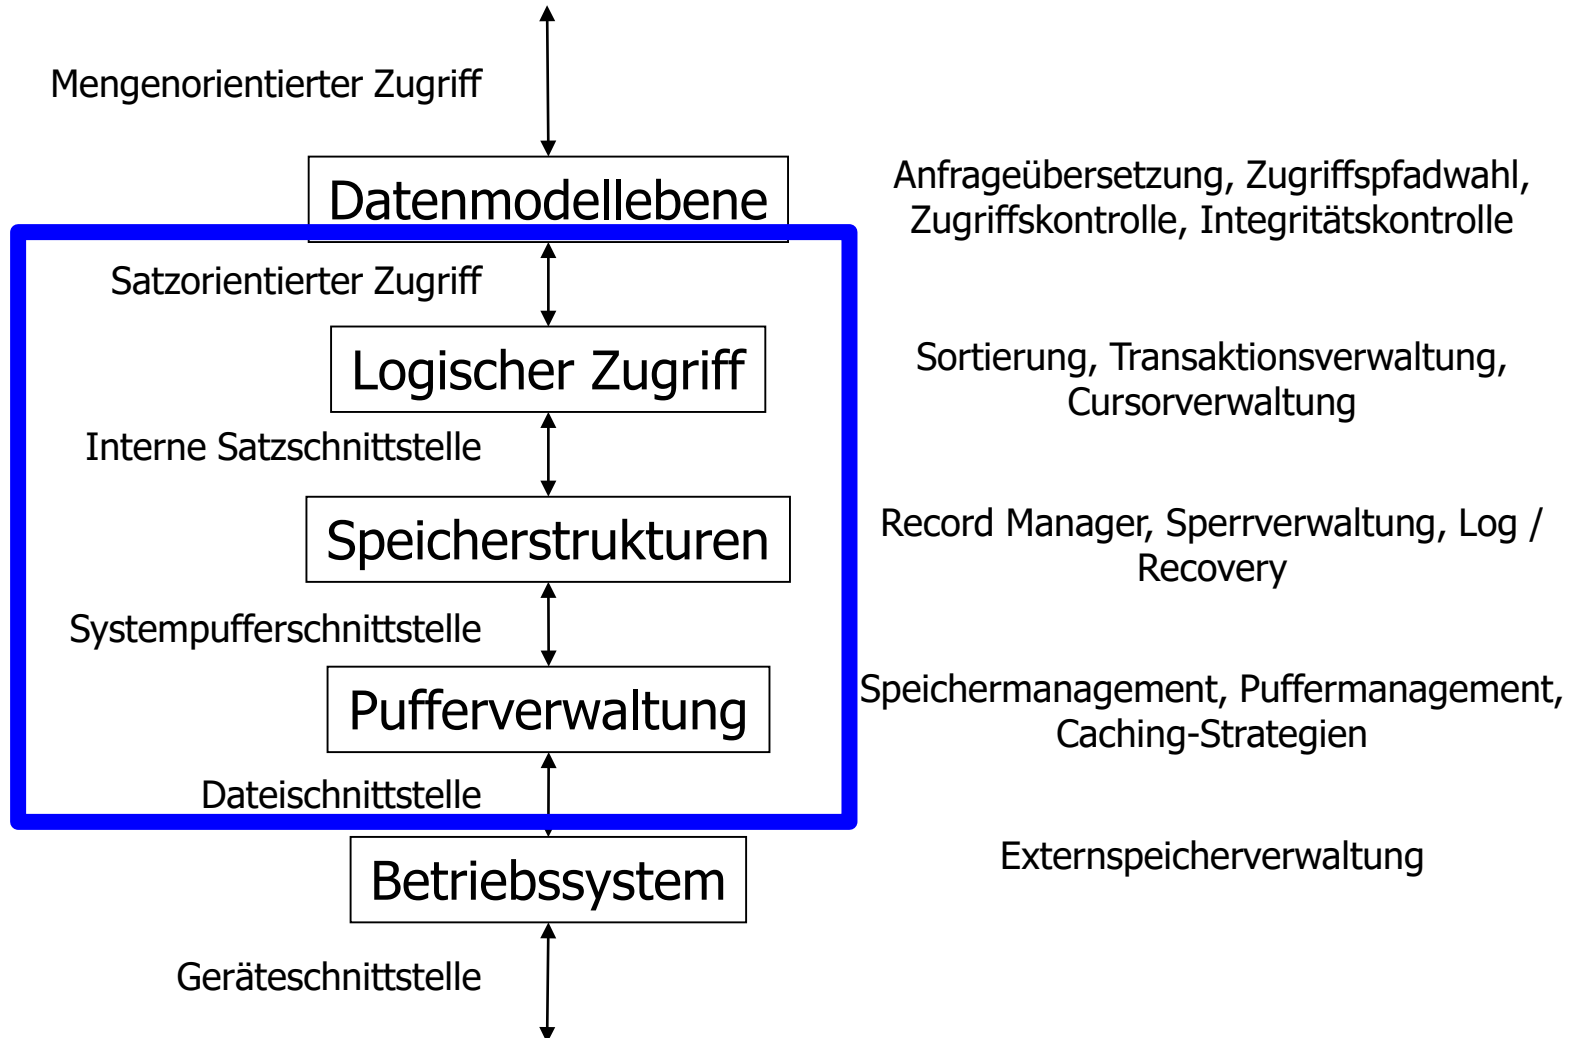 Mengenorientierter Zugriff
Datenmodellebene
Anfrageübersetzung, Zugriffspfadwahl,
Zugriffskontrolle, Integritätskontrolle
Satzorientierter Zugriff
Logischer Zugriff
Sortierung, Transaktionsverwaltung,
Cursorverwaltung
Interne Satzschnittstelle
Speicherstrukturen
Record Manager, Sperrverwaltung, Log /
Recovery
Systempufferschnittstelle
Pufferverwaltung
Speichermanagement, Puffermanagement,
Caching-Strategien
Dateischnittstelle
Betriebssystem
Externspeicherverwaltung
Geräteschnittstelle